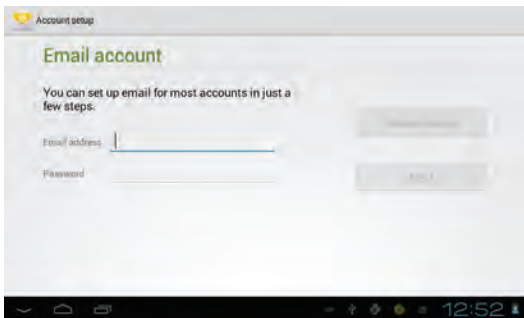 Account setup
Email account
You can set up email for most accounts in just a
few steps.
Email address
Password
12:52